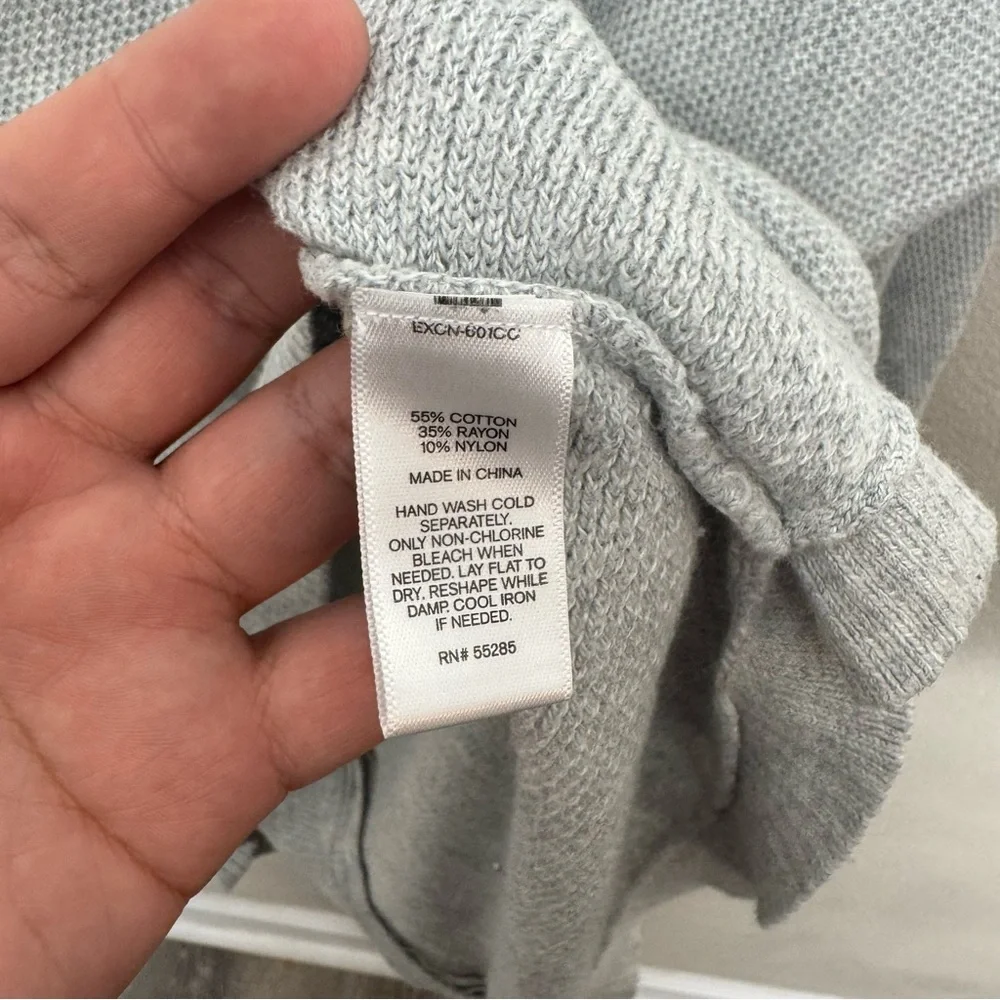 EXCN-601CC
55% COTTON
35% RAYON
10% NYLON
MADE IN CHINA
HAND WASH COLD
SEPARATELY.
ONLY NON-CHLORINE
BLEACH WHEN
NEEDED. LAY FLAT TO
DRY. RESHAPE WHILE
DAMP. COOL IRON
IF NEEDED.
RN# 55285